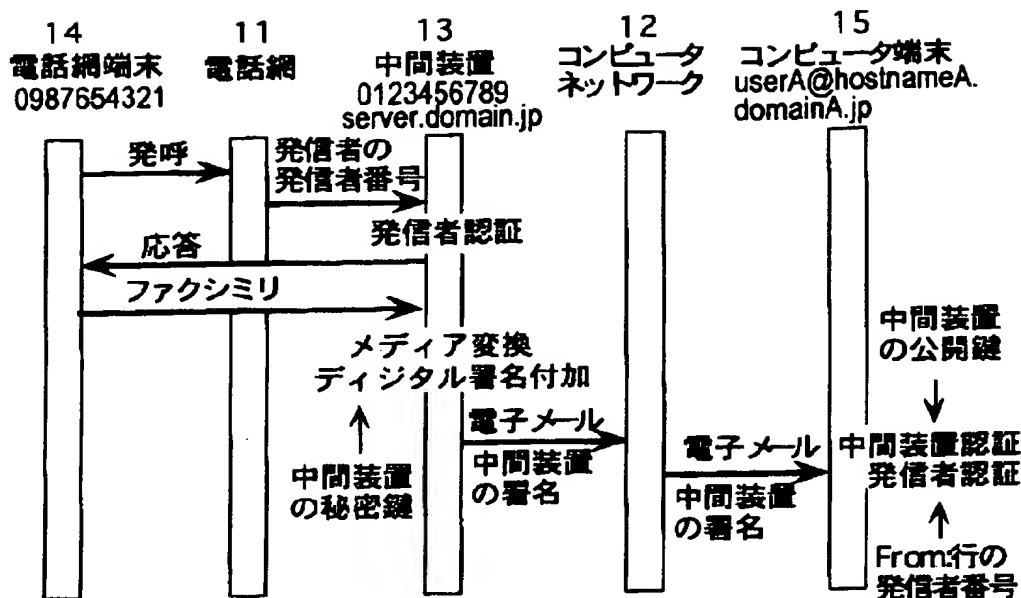 14
電話網端末
0987654321
11
電話網
13
中間装置
0123456789
server.domain.jp
12
コンピュータ
ネットワーク
15
コンピュータ端末
userA@hostnameA.
domainA.jp
発呼
発信者の
発信者番号
発信者認証
応答
ファクシミリ
メディア変換
ディジタル署名付加
中間装置
の秘密鍵
電子メール
中間装置
の署名
電子メール
中間装置
の署名
中間装置
の公開鍵
中間装置認証
発信者認証
From:行の
発信者番号